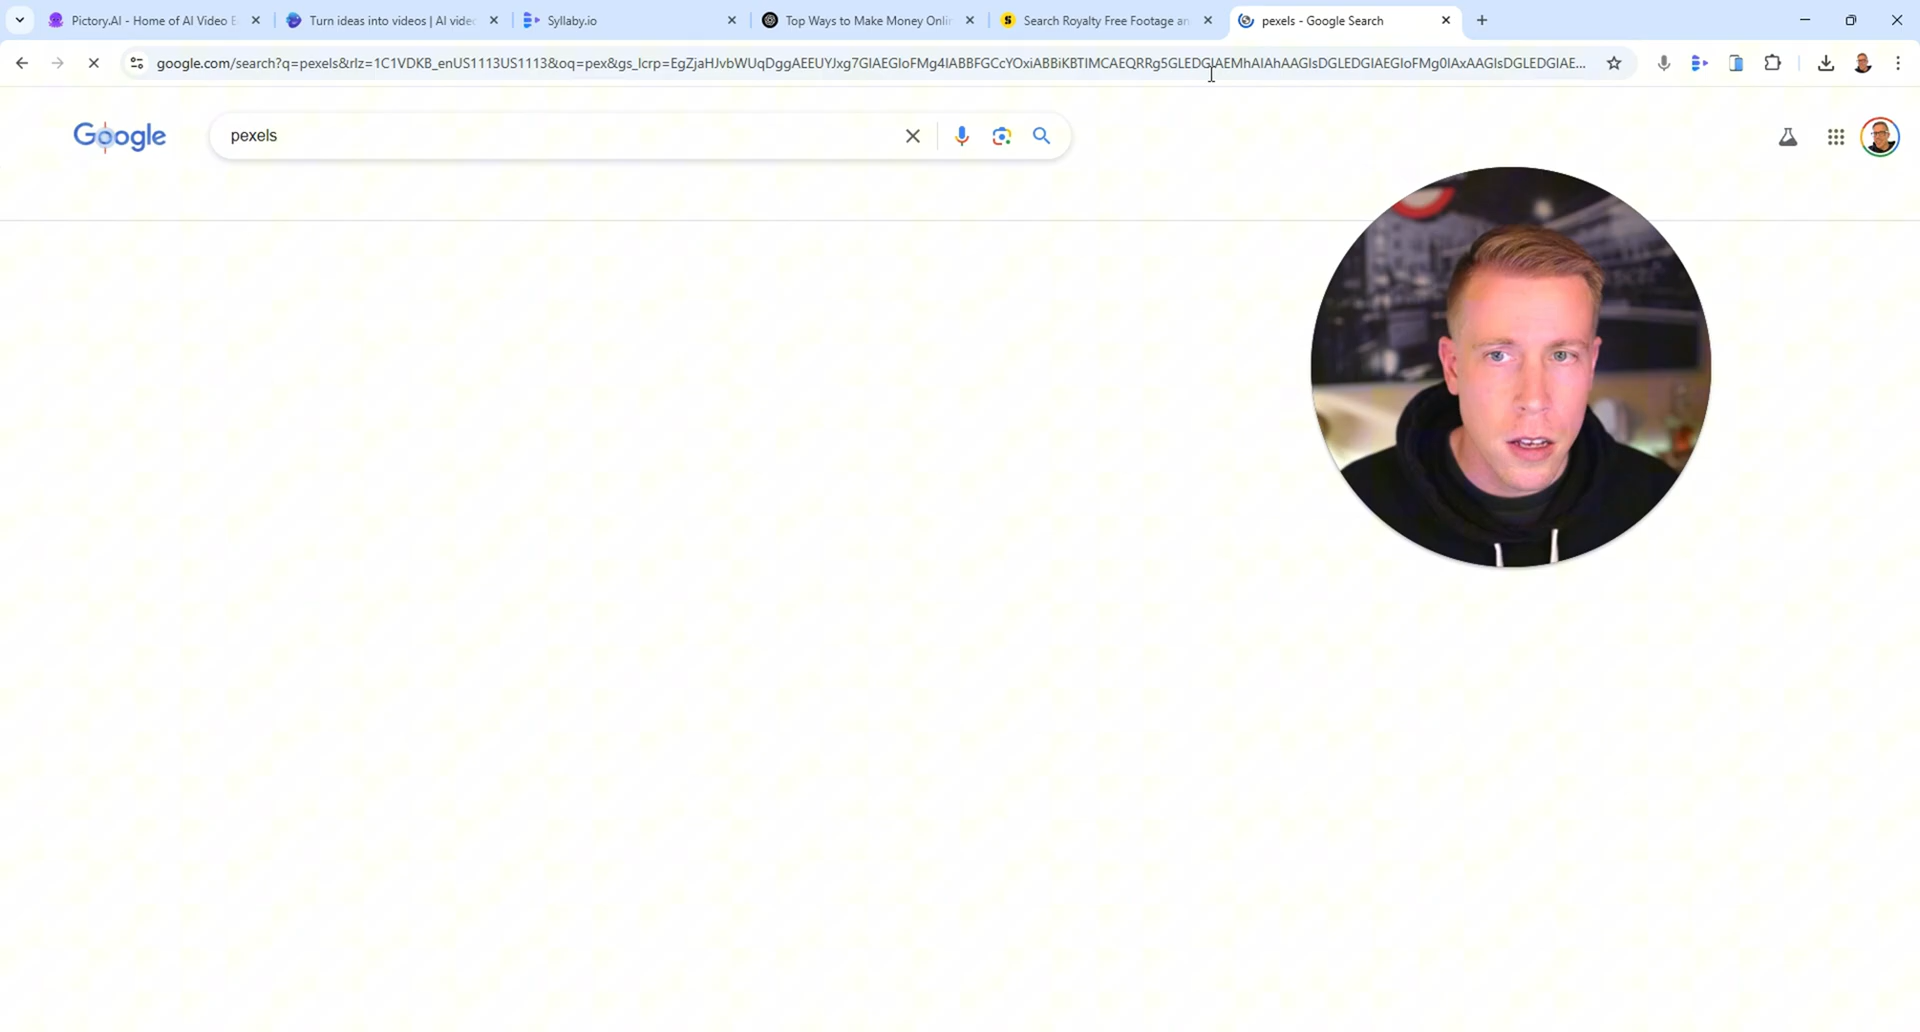 Pictory.AI - Home of AI Video E
Turn ideas into videos | AI vide
Syllaby.io
Top Ways to Make Money Onlin
Search Royalty Free Footage an
pexels - Google Search
google.com/search?q=pexels&rlz=1C1VDKB_enUS1113US1113&oq=pex&gs_lcrp=EgZjaHJvbWUqDggAEEUYJxg7GIAEGIoFMg4IABBFGCcYOxiABBiKBTIMCAEQRRg5GLEDGIAEMhAIAhAAGIsDGLEDGIAEGIoFMg0IAxAAGIsDGLEDGIAE...
Google
pexels